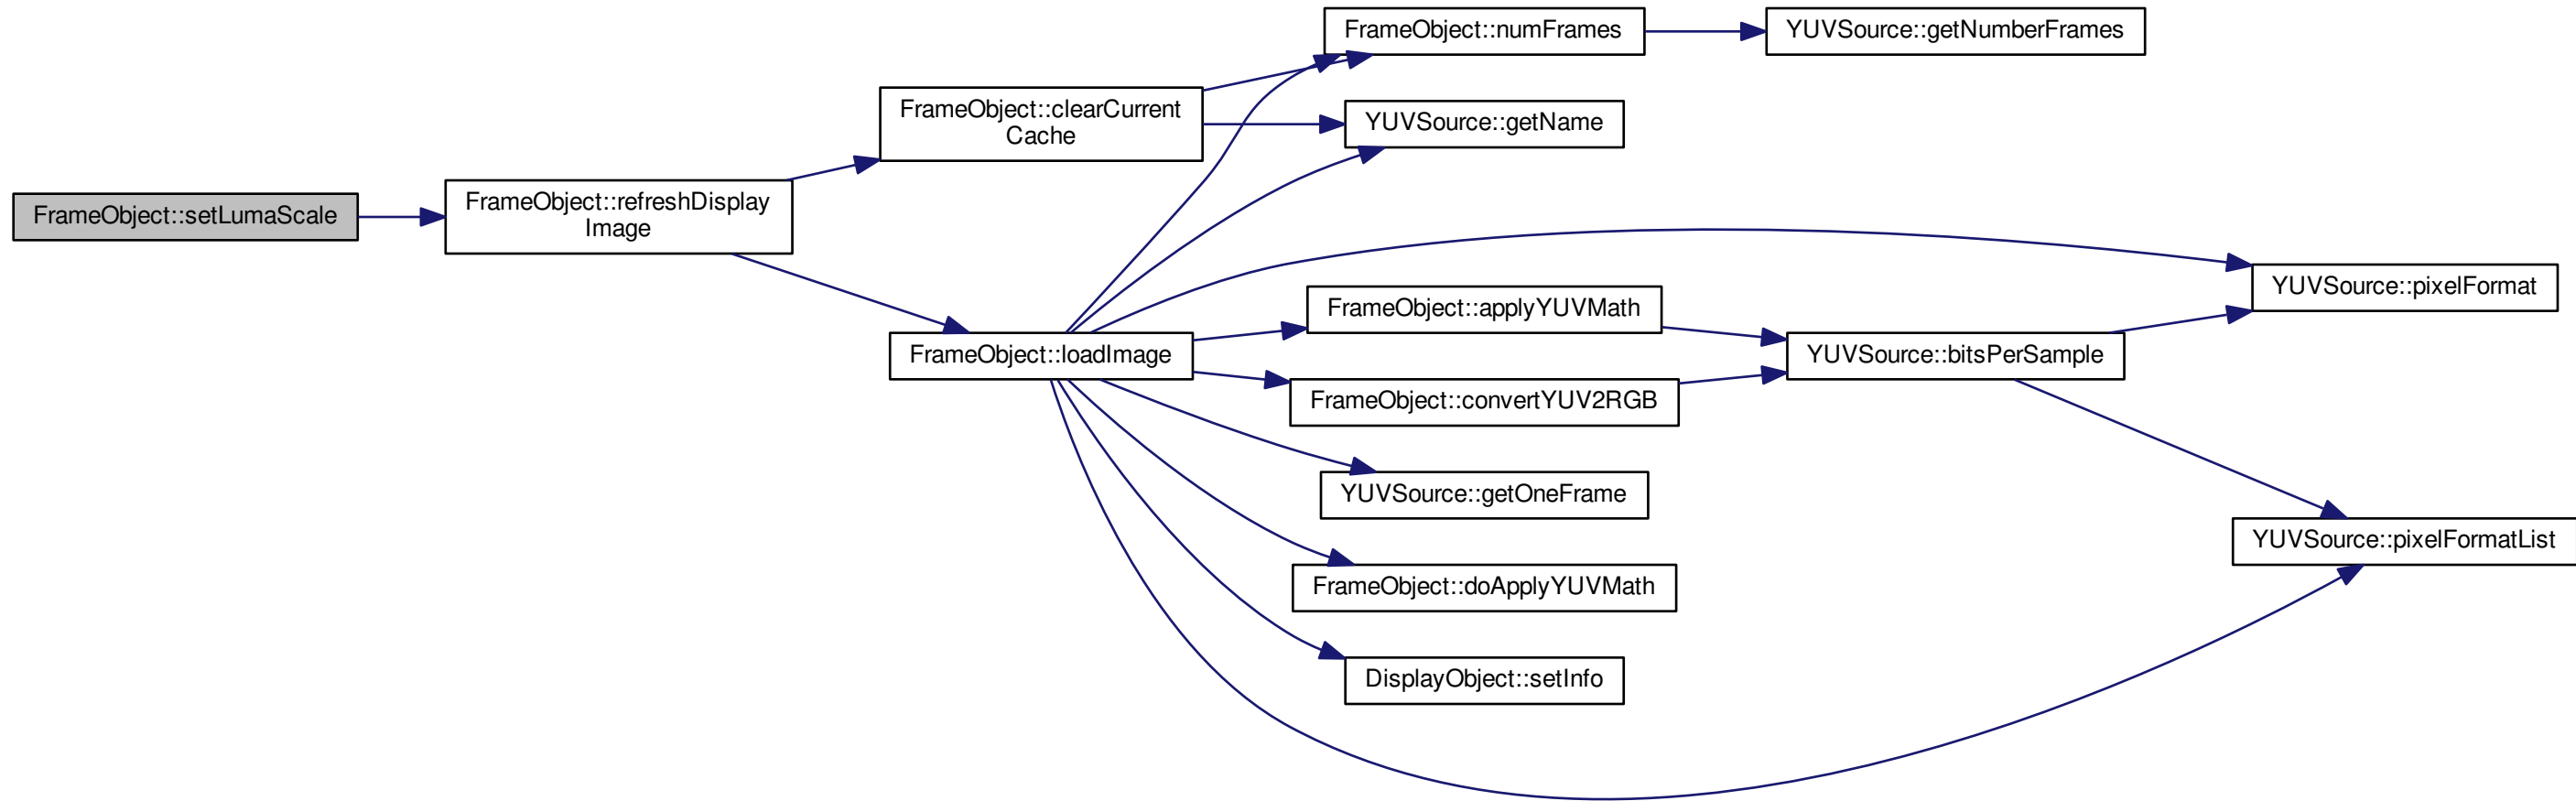 FrameObject::numFrames
YUVSource::getNumberFrames
FrameObject::clearCurrent
Cache
YUVSource::getName
FrameObject::setLumaScale
FrameObject::refreshDisplay
Image
YUVSource::pixelFormat
FrameObject::applyYUVMath
FrameObject::loadImage
YUVSource::bitsPerSample
FrameObject::convertYUV2RGB
YUVSource::getOneFrame
YUVSource::pixelFormatList
FrameObject::doApplyYUVMath
DisplayObject::setInfo